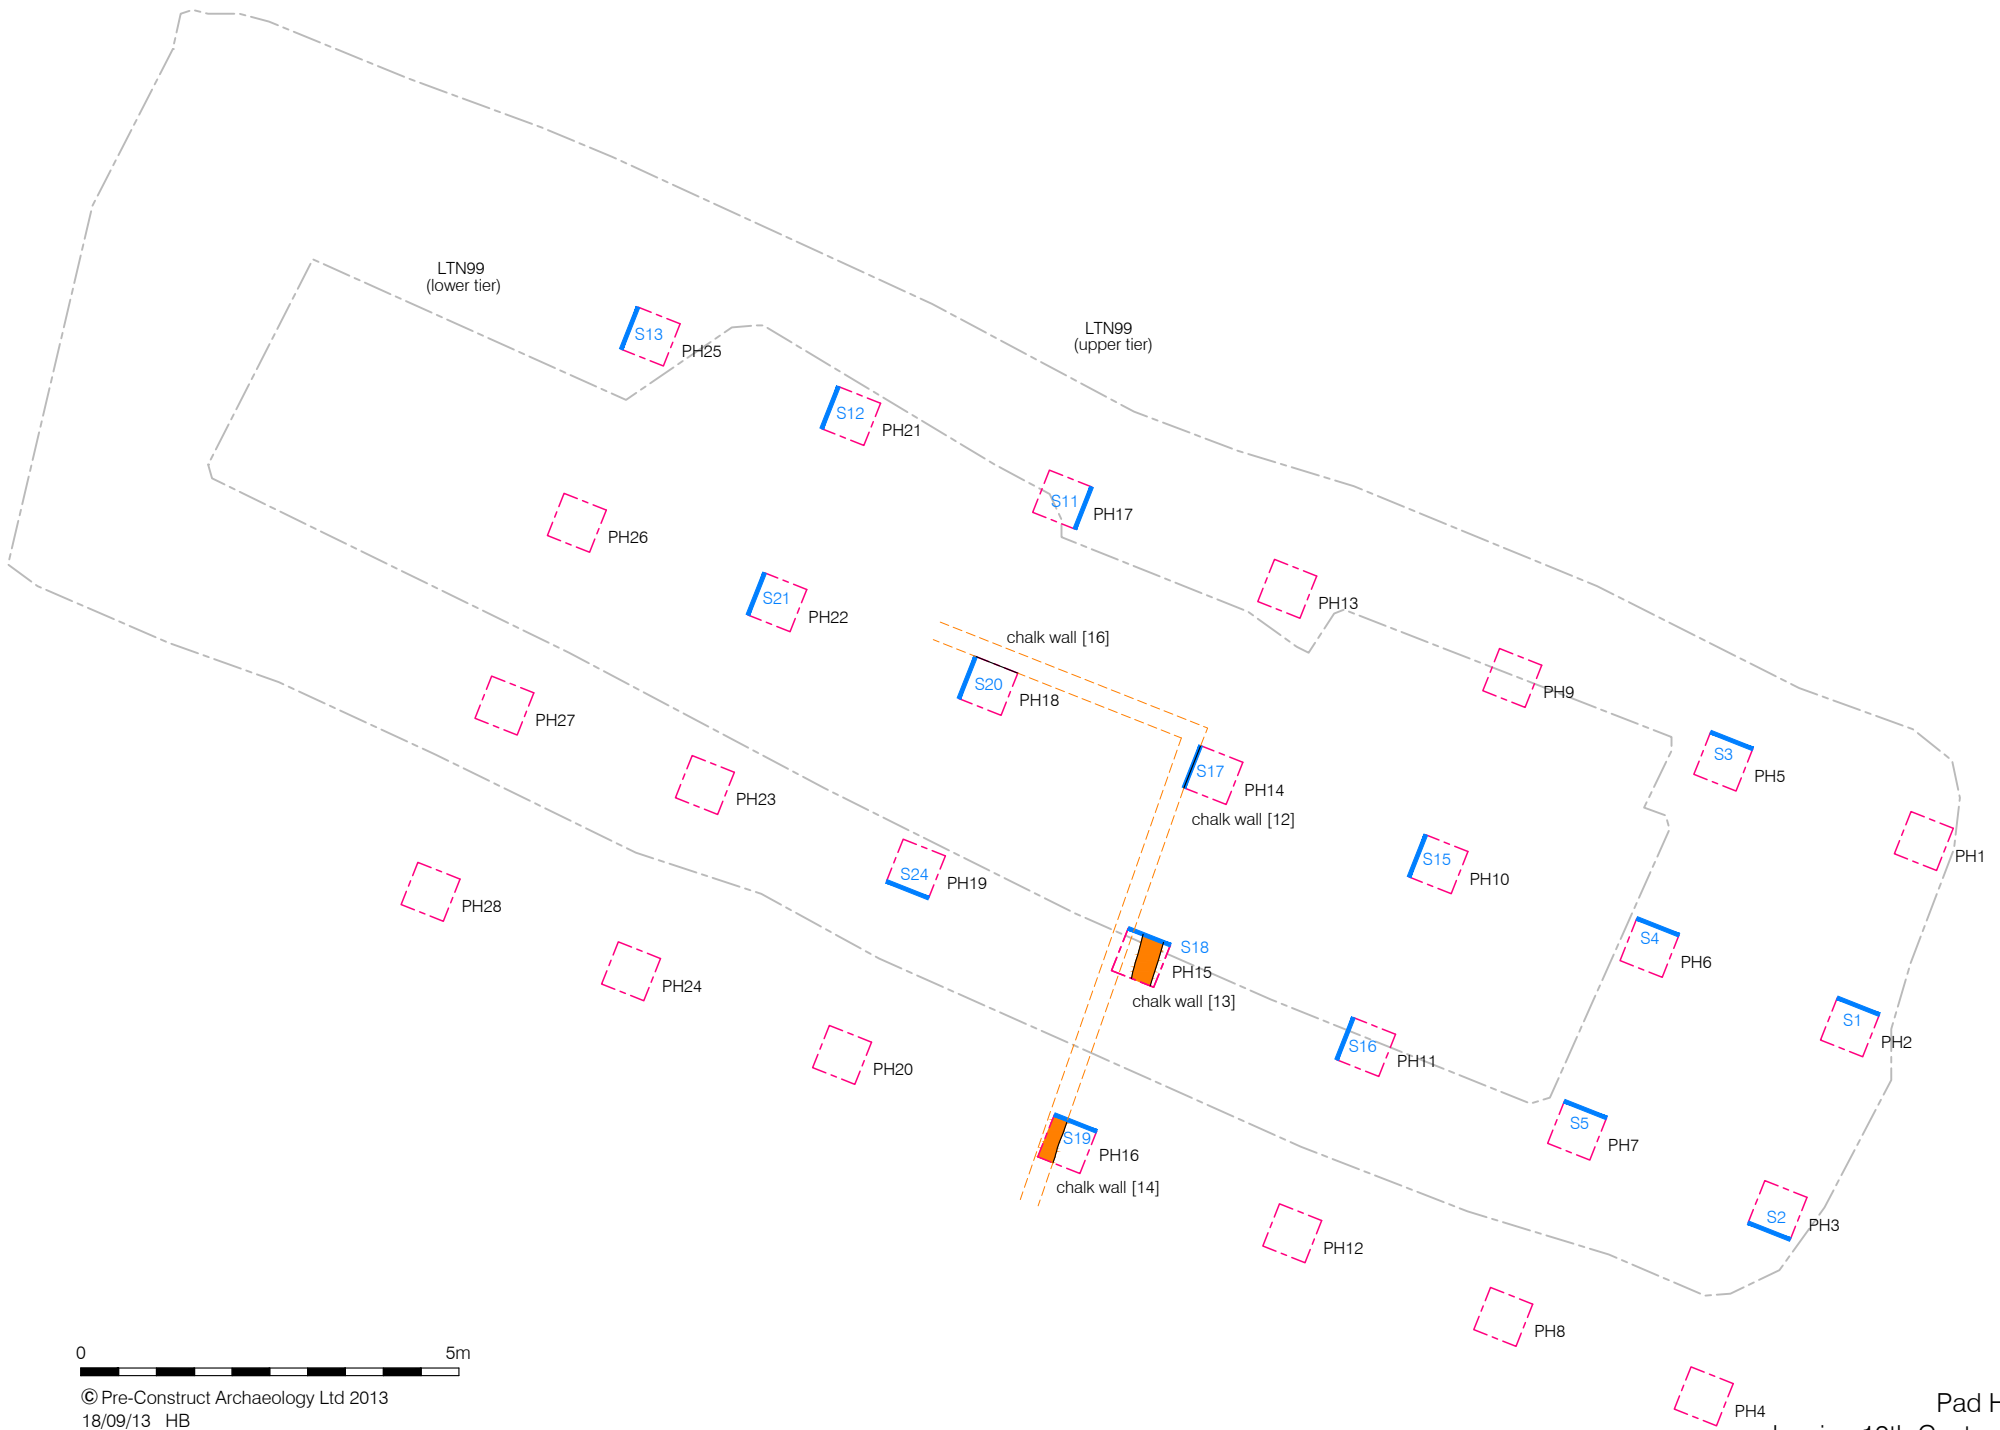 LTN99
(lower tier)
LTN99
(upper tier)
S13
PH25
S12
PH21
S11
PH17
PH26
PH13
S21
PH22
chalk wall [16]
S20
PH18
PH9
PH27
S17
PH14
S3
PH5
PH23
chalk wall [12]
PH1
S15
PH10
S24
PH19
PH28
S18
S4
PH6
PH15
PH24
chalk wall [13]
S1
PH2
S16
PH11
PH20
S5
PH7
S19
PH16
chalk wall [14]
S2
PH3
PH12
PH8
0 5m
© Pre-Construct Archaeology Ltd 2013
18/09/13 HB
PH4
Pad H